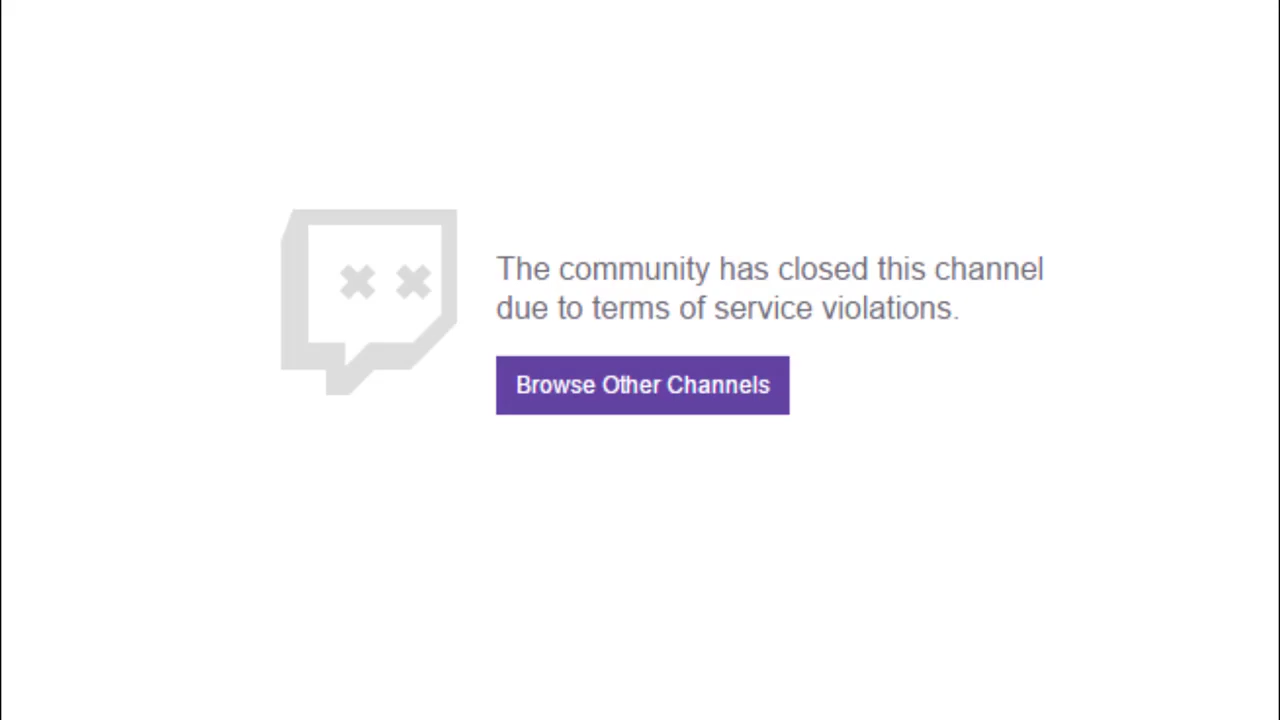 The community has closed this channel
due to terms of service violations.
Browse Other Channels